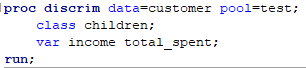 proc discrim data=customer pool=test;
class children;
var income total_spent;
run;